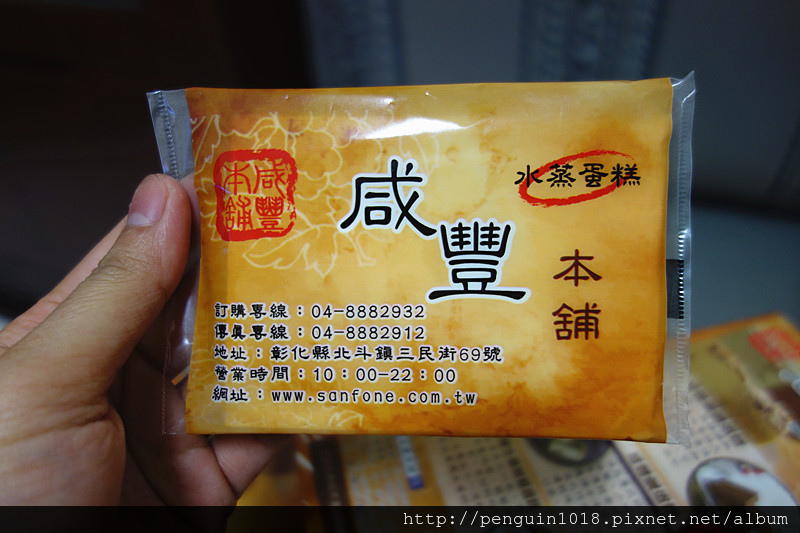 咸豐
本舖
咸
豐
水蒸蛋糕
本
舖
訂購專線：04-8882932
傳真專線：04-8882912
地址：彰化縣北斗鎮三民街69號
營業時間：10：00-22：00
網址：www.sanfone.com.tw
http://penguin1018.pixnet.net/album